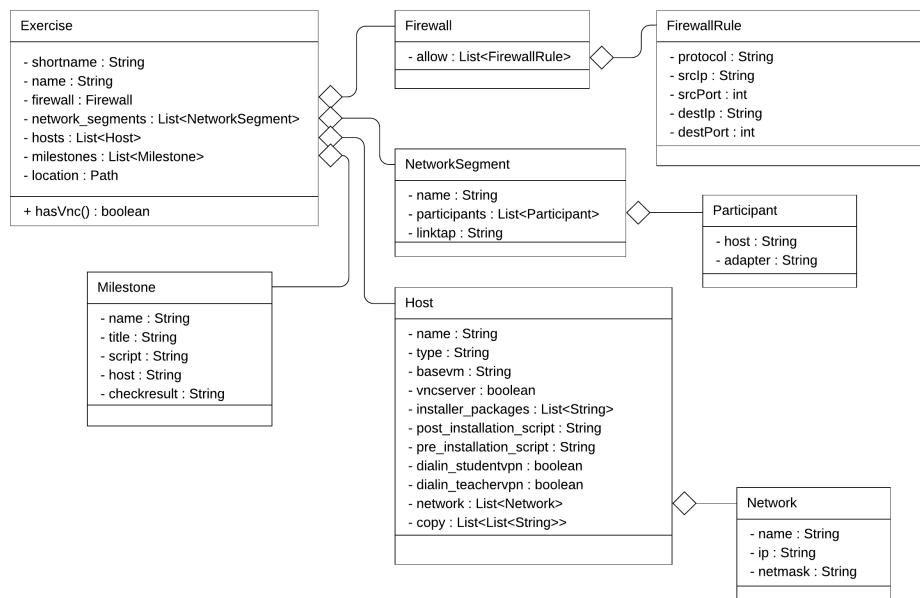 Exercise
- shortname : String
- name : String
- firewall : Firewall
- network_segments : List<NetworkSegment>
- hosts : List<Host>
- milestones : List<Milestone>
- location : Path
+ hasVnc() : boolean
Firewall
- allow : List<FirewallRule>
FirewallRule
- protocol : String
- srcIp : String
- srcPort : int
- destIp : String
- destPort : int
NetworkSegment
- name : String
- participants : List<Participant>
- linktap : String
Participant
- host : String
- adapter : String
Milestone
- name : String
- title : String
- script : String
- host : String
- checkresult : String
Host
- name : String
- type : String
- basevm : String
- vncserver : boolean
- installer_packages : List<String>
- post_installation_script : String
- pre_installation_script : String
- dialin_studentvpn : boolean
- dialin_teachervpn : boolean
- network : List<Network>
- copy : List<List<String>>
Network
- name : String
- ip : String
- netmask : String